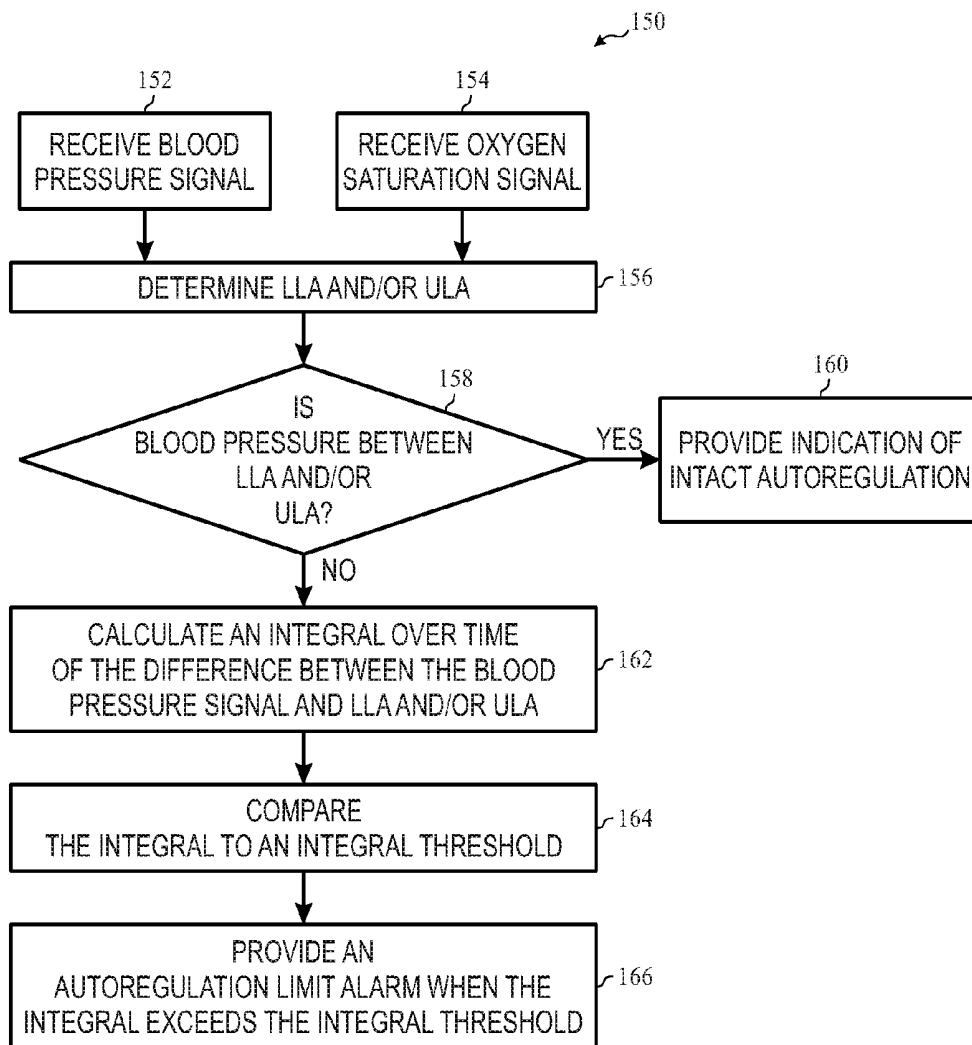 150
152
154
RECEIVE BLOOD
PRESSURE SIGNAL
RECEIVE OXYGEN
SATURATION SIGNAL
DETERMINE LLA AND/OR ULA
156
158
IS
BLOOD PRESSURE BETWEEN
LLA AND/OR
ULA?
YES
160
PROVIDE INDICATION OF
INTACT AUTOREGULATION
NO
CALCULATE AN INTEGRAL OVER TIME
OF THE DIFFERENCE BETWEEN THE BLOOD
PRESSURE SIGNAL AND LLA AND/OR ULA
162
COMPARE
THE INTEGRAL TO AN INTEGRAL THRESHOLD
164
PROVIDE AN
AUTOREGULATION LIMIT ALARM WHEN THE
INTEGRAL EXCEEDS THE INTEGRAL THRESHOLD
166